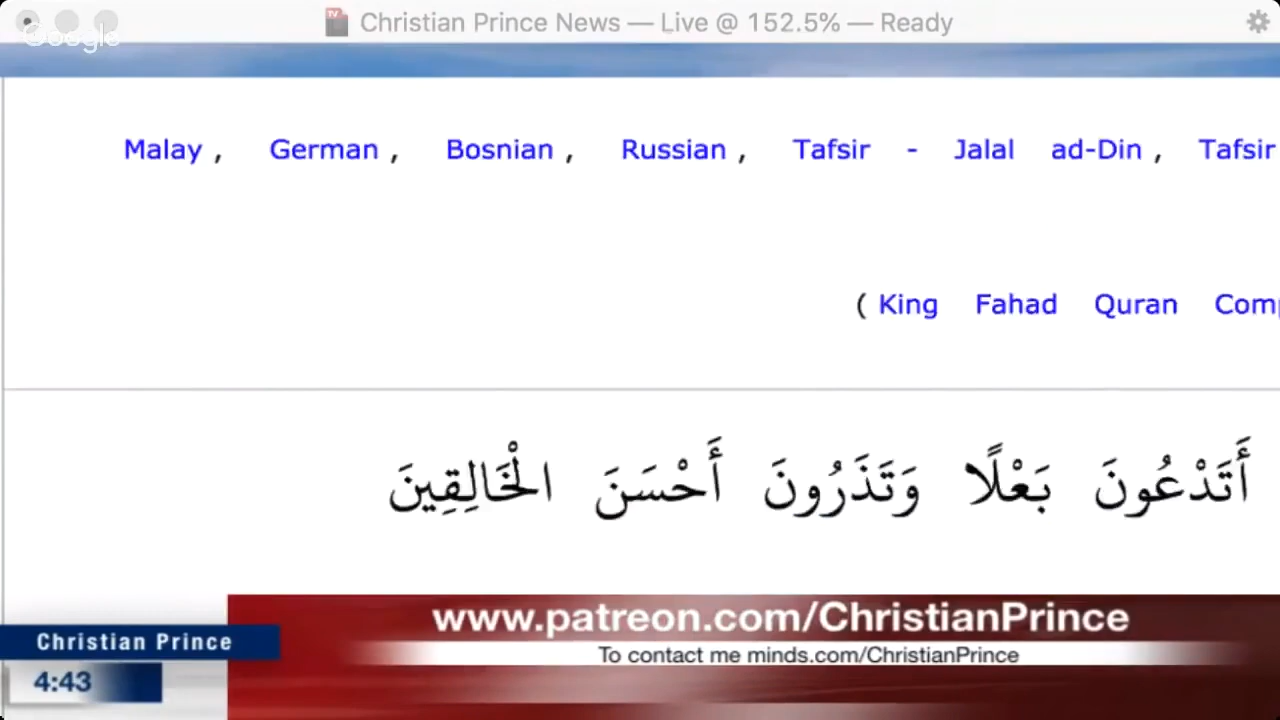 Christian Prince News — Live @ 152.5% — Ready
Google
Malay , German , Bosnian , Russian , Tafsir - Jalal ad-Din , Tafsir
( King Fahad Quran Comp
أَتَدْعُونَ بَعْلًا وَتَذَرُونَ أَحْسَنَ الْخَالِقِينَ
www.patreon.com/ChristianPrince
Christian Prince
To contact me minds.com/ChristianPrince
4:43